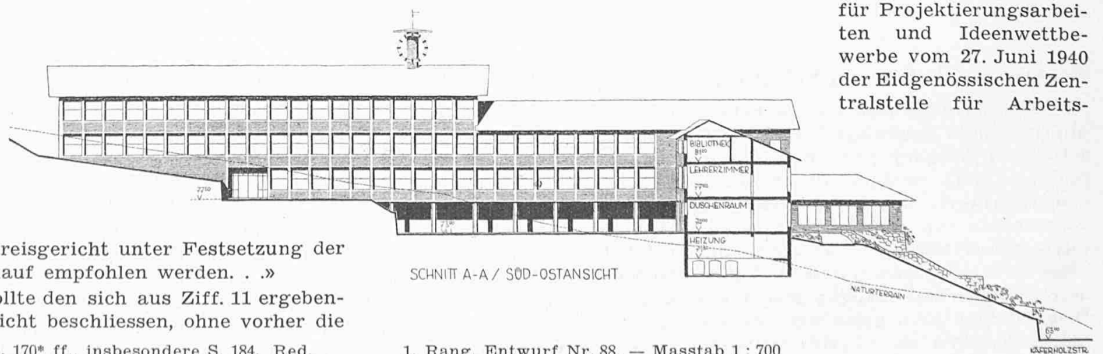 für Projektierungsarbei-
ten und Ideenwettbe-
werbe vom 27. Juni 1940
der Eidgenössischen Zen-
tralstelle für Arbeits-
BIBLIOTHEK
LEHRERZIMMER
DUSCHENRAUM
HEIZUNG
NATURTERRAIN
KÄFERHOLZSTR.
SCHNITT A-A / SÜD-OSTANSICHT
reisgericht unter Festsetzung der
auf empfohlen werden. . .»
ollte den sich aus Ziff. 11 ergeben-
icht beschliessen, ohne vorher die
170* ff., insbesondere S. 184. Red.
1. Rang, Entwurf Nr. 88. — Masstab 1 : 700